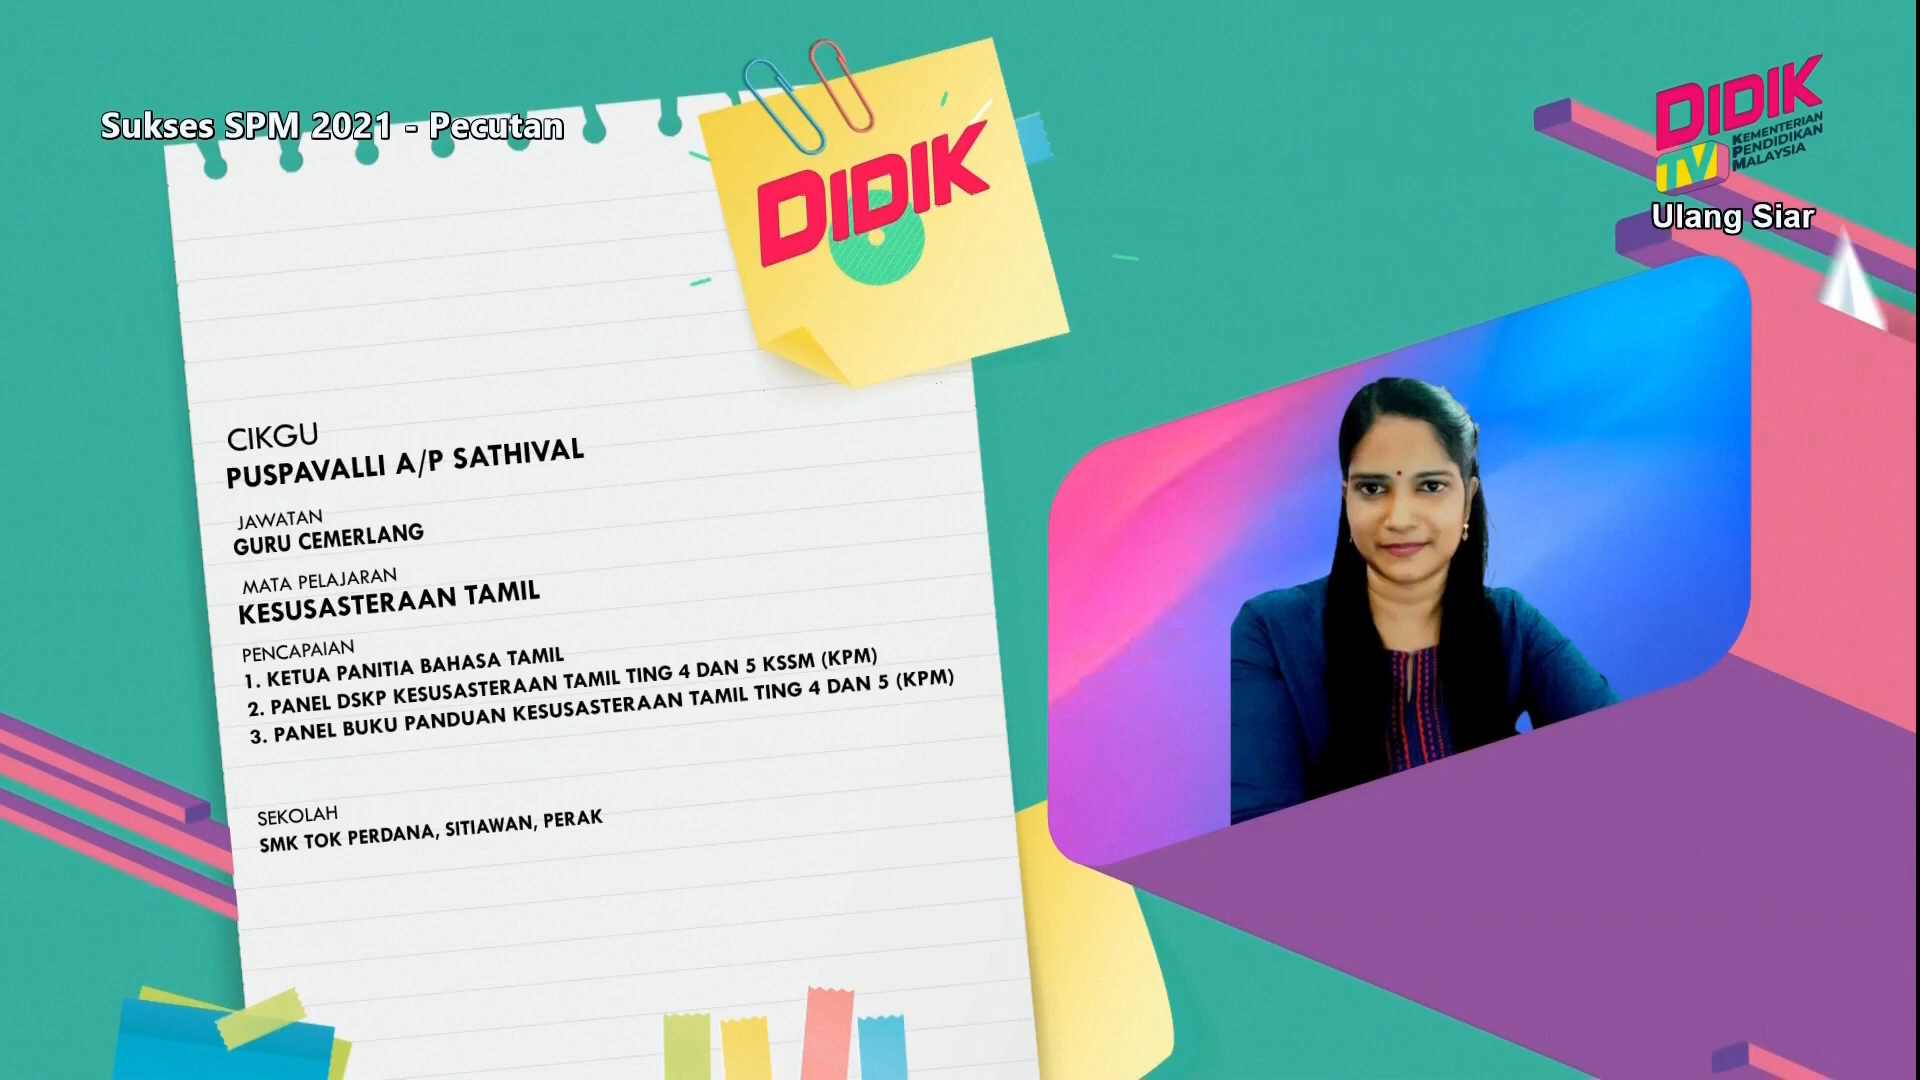 Sukses SPM 2021 - Pecutan
DIDIK
DIDIK
TV
KEMENTERIAN
PENDIDIKAN
MALAYSIA
Ulang Siar
CIKGU
PUSPAVALLI A/P SATHIVAL
JAWATAN
GURU CEMERLANG
MATA PELAJARAN
KESUSASTERAAN TAMIL
PENCAPAIAN
1. KETUA PANITIA BAHASA TAMIL
2. PANEL DSKP KESUSASTERAAN TAMIL TING 4 DAN 5 KSSM (KPM)
3. PANEL BUKU PANDUAN KESUSASTERAAN TAMIL TING 4 DAN 5 (KPM)
SEKOLAH
SMK TOK PERDANA, SITIAWAN, PERAK